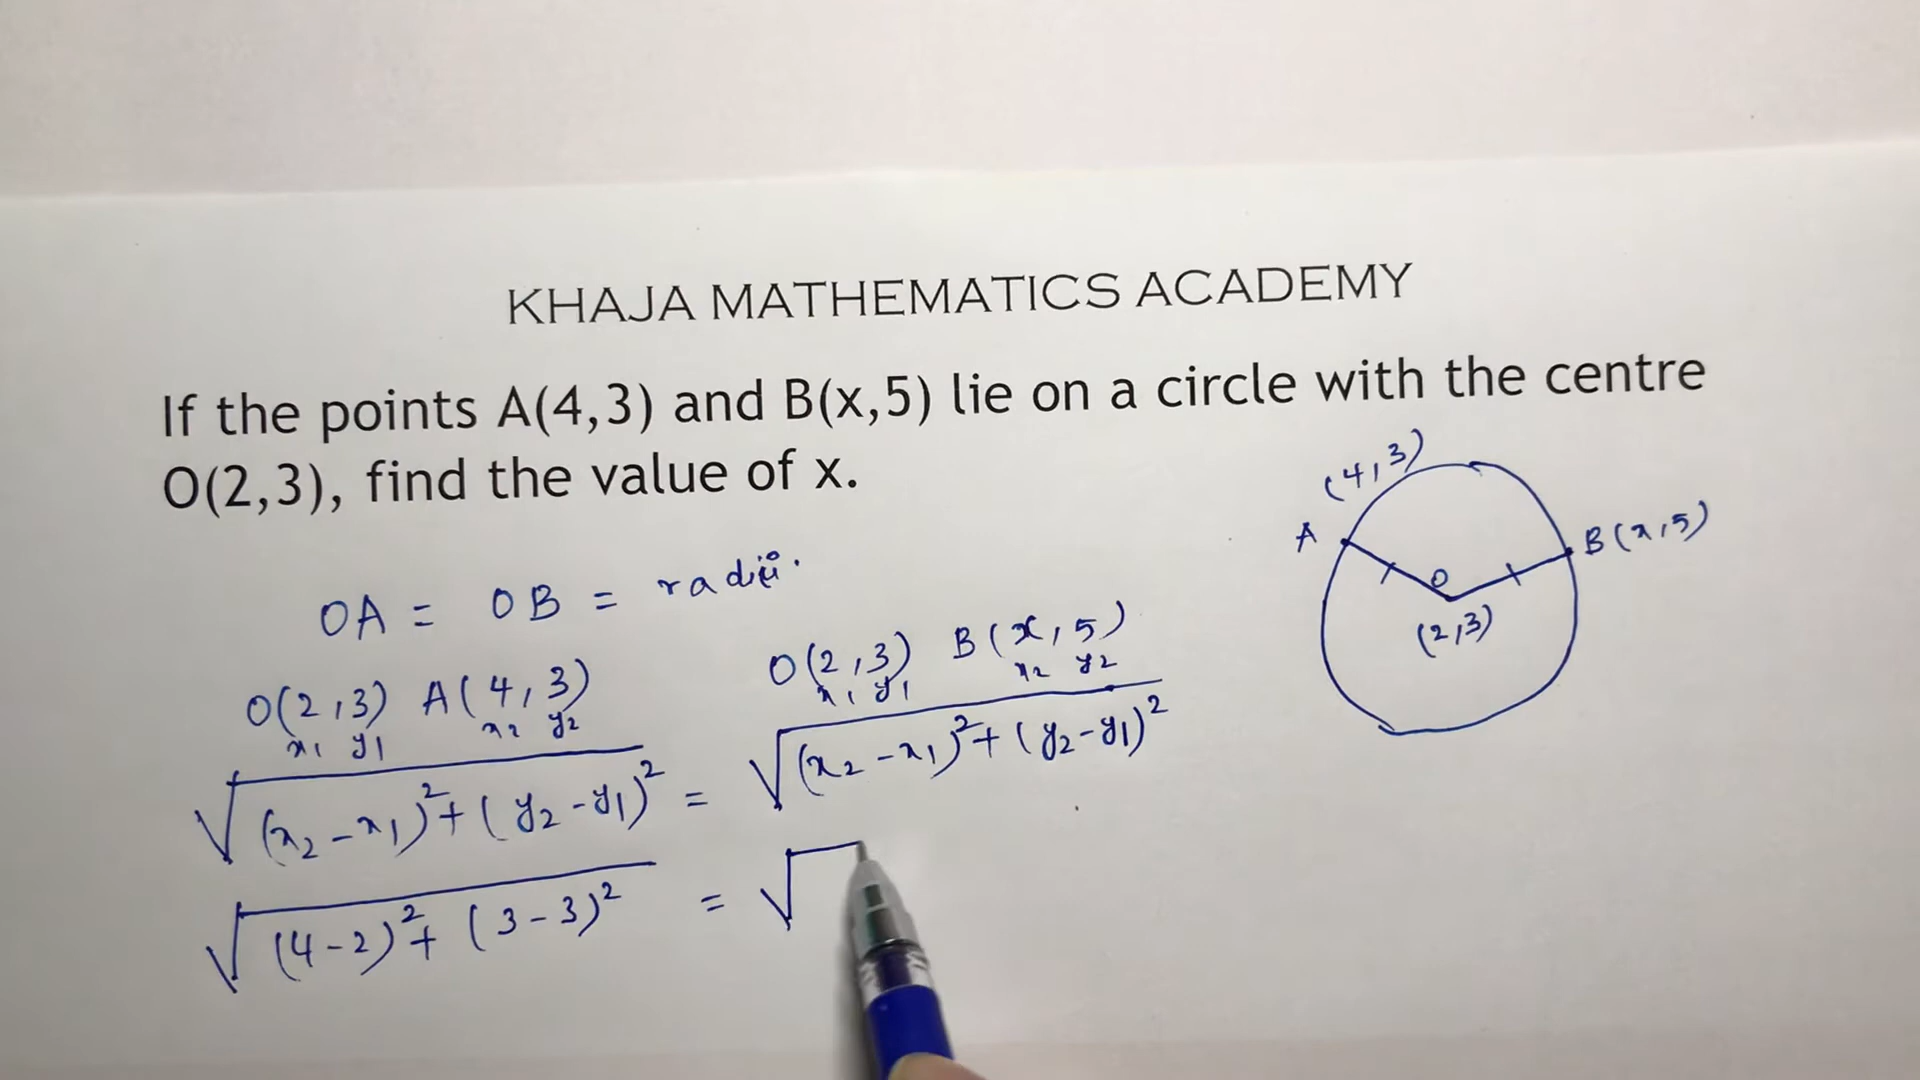 KHAJA MATHEMATICS ACADEMY
If the points A(4,3) and B(x,5) lie on a circle with the centre
O(2,3), find the value of x.
(4,3)
A
B(x,5)
O
(2,3)
OA = OB = radii.
O(2,3) A(4,3)
x₁ y₁ x₂ y₂
O(2,3) B(x,5)
x₁ y₁ x₂ y₂
√(x₂-x₁)²+(y₂-y₁)² = √(x₂-x₁)²+(y₂-y₁)²
√(4-2)²+(3-3)² = √